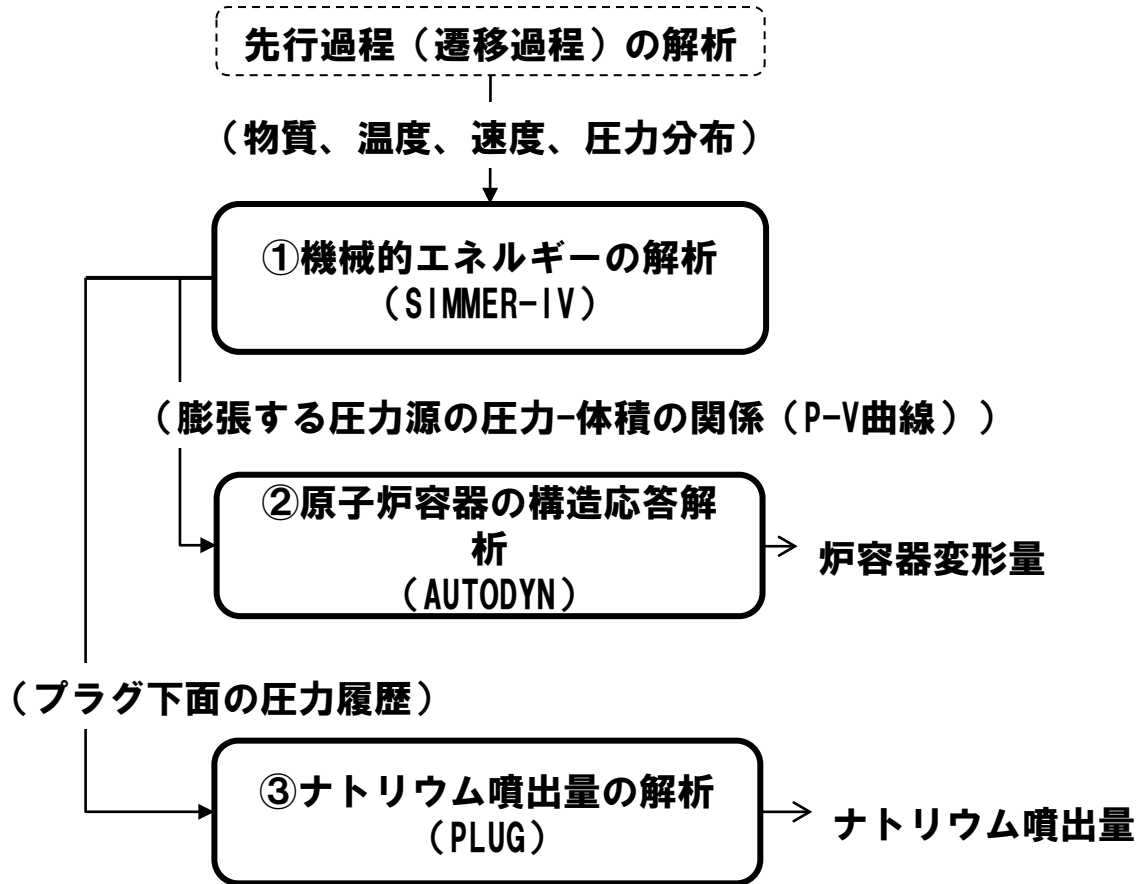 先行過程（遷移過程）の解析
（物質、温度、速度、圧力分布）
①機械的エネルギーの解析
（SIMMER-IV）
（膨張する圧力源の圧力-体積の関係（P-V曲線））
②原子炉容器の構造応答解
析
（AUTODYN）
炉容器変形量
（プラグ下面の圧力履歴）
③ナトリウム噴出量の解析
（PLUG）
ナトリウム噴出量